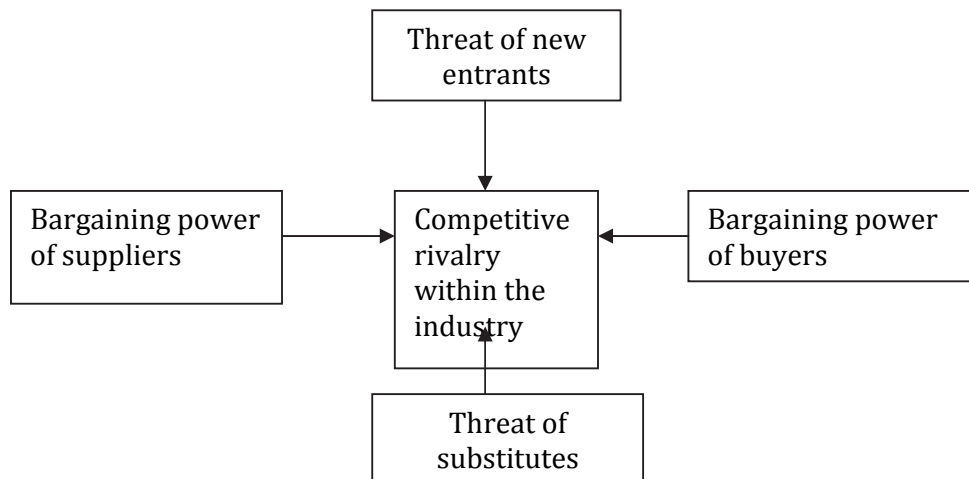 Threat of new
entrants
Bargaining power
of suppliers
Competitive
rivalry
within the
industry
Bargaining power
of buyers
Threat of
substitutes